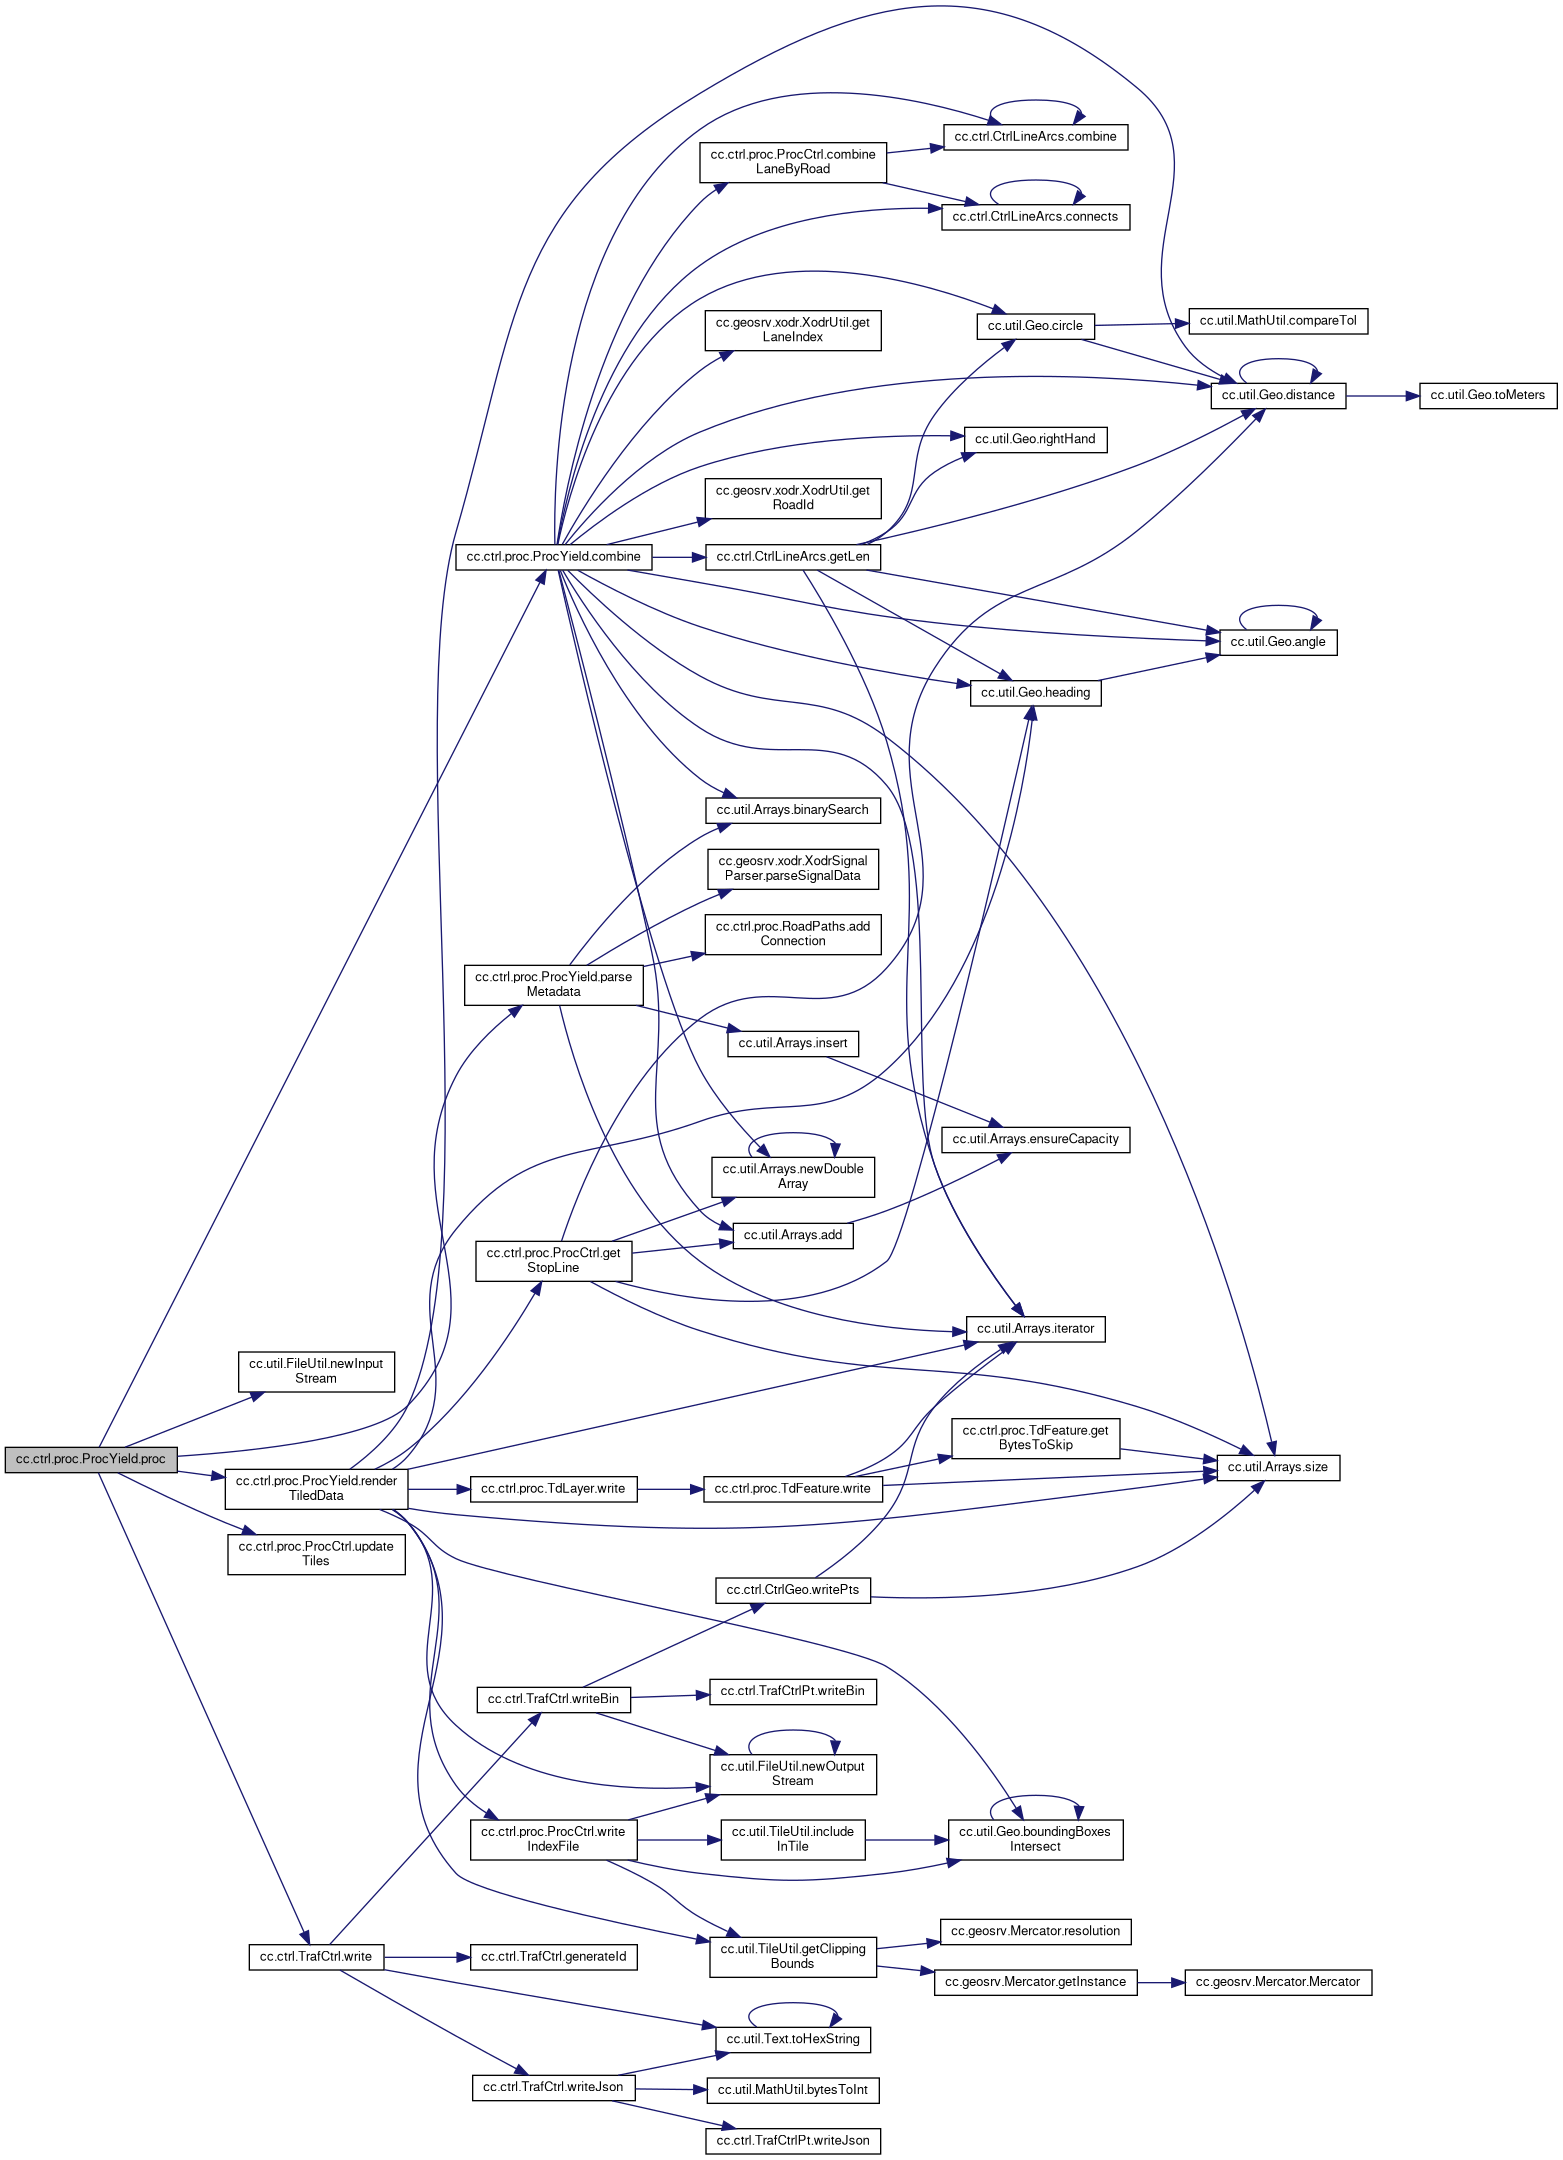 cc.ctrl.CtrlLineArcs.combine
cc.ctrl.proc.ProcCtrl.combine
LaneByRoad
cc.ctrl.CtrlLineArcs.connects
cc.geosrv.xodr.XodrUtil.get
LaneIndex
cc.util.Geo.circle
cc.util.MathUtil.compareTol
cc.util.Geo.distance
cc.util.Geo.toMeters
cc.util.Geo.rightHand
cc.geosrv.xodr.XodrUtil.get
RoadId
cc.ctrl.proc.ProcYield.combine
cc.ctrl.CtrlLineArcs.getLen
cc.util.Geo.angle
cc.util.Geo.heading
cc.util.Arrays.binarySearch
cc.geosrv.xodr.XodrSignal
Parser.parseSignalData
cc.ctrl.proc.RoadPaths.add
Connection
cc.ctrl.proc.ProcYield.parse
Metadata
cc.util.Arrays.insert
cc.util.Arrays.ensureCapacity
cc.util.Arrays.newDouble
Array
cc.util.Arrays.add
cc.ctrl.proc.ProcCtrl.get
StopLine
cc.util.Arrays.iterator
cc.util.FileUtil.newInput
Stream
cc.ctrl.proc.ProcYield.proc
cc.ctrl.proc.ProcYield.render
TiledData
cc.ctrl.proc.TdLayer.write
cc.ctrl.proc.TdFeature.write
cc.ctrl.proc.TdFeature.get
BytesToSkip
cc.util.Arrays.size
cc.ctrl.proc.ProcCtrl.update
Tiles
cc.ctrl.CtrlGeo.writePts
cc.ctrl.TrafCtrl.writeBin
cc.ctrl.TrafCtrlPt.writeBin
cc.util.FileUtil.newOutput
Stream
cc.ctrl.proc.ProcCtrl.write
IndexFile
cc.util.TileUtil.include
InTile
cc.util.Geo.boundingBoxes
Intersect
cc.ctrl.TrafCtrl.write
cc.ctrl.TrafCtrl.generateId
cc.util.TileUtil.getClipping
Bounds
cc.geosrv.Mercator.resolution
cc.geosrv.Mercator.getInstance
cc.geosrv.Mercator.Mercator
cc.util.Text.toHexString
cc.ctrl.TrafCtrl.writeJson
cc.util.MathUtil.bytesToInt
cc.ctrl.TrafCtrlPt.writeJson